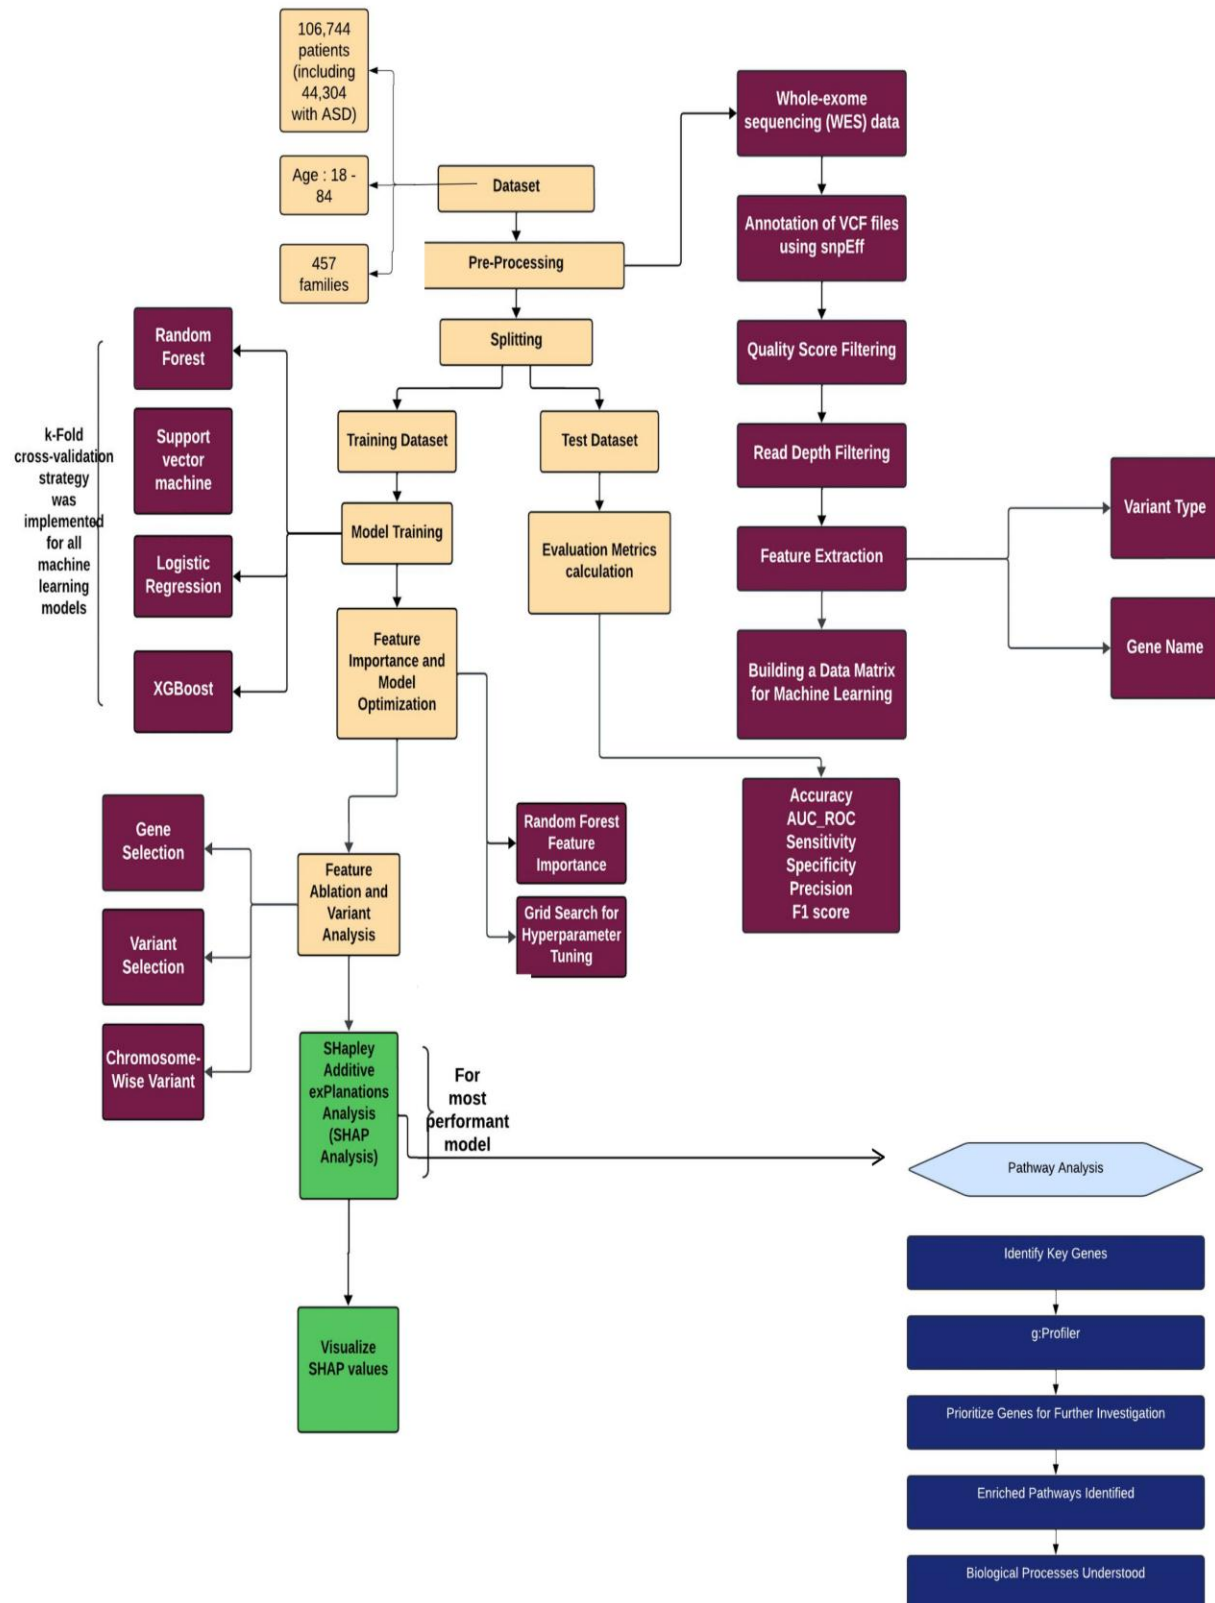 106,744
patients
(including
44,304
with ASD)
Age : 18 -
84
457
families
Dataset
Pre-Processing
Splitting
Training Dataset
Test Dataset
Model Training
Evaluation Metrics
calculation
Feature
Importance and
Model
Optimization
k-Fold
cross-validation
strategy
was
implemented
for all
machine
learning
models
Random
Forest
Support
vector
machine
Logistic
Regression
XGBoost
Whole-exome
sequencing (WES) data
Annotation of VCF files
using snpEff
Quality Score Filtering
Read Depth Filtering
Feature Extraction
Building a Data Matrix
for Machine Learning
Variant Type
Gene Name
Accuracy
AUC_ROC
Sensitivity
Specificity
Precision
F1 score
Random Forest
Feature
Importance
Grid Search for
Hyperparameter
Tuning
Feature
Ablation and
Variant
Analysis
Gene
Selection
Variant
Selection
Chromosome-
Wise Variant
SHapley
Additive
exPlanations
Analysis
(SHAP
Analysis)
For
most
performant
model
Visualize
SHAP values
Pathway Analysis
Identify Key Genes
g:Profiler
Prioritize Genes for Further Investigation
Enriched Pathways Identified
Biological Processes Understood